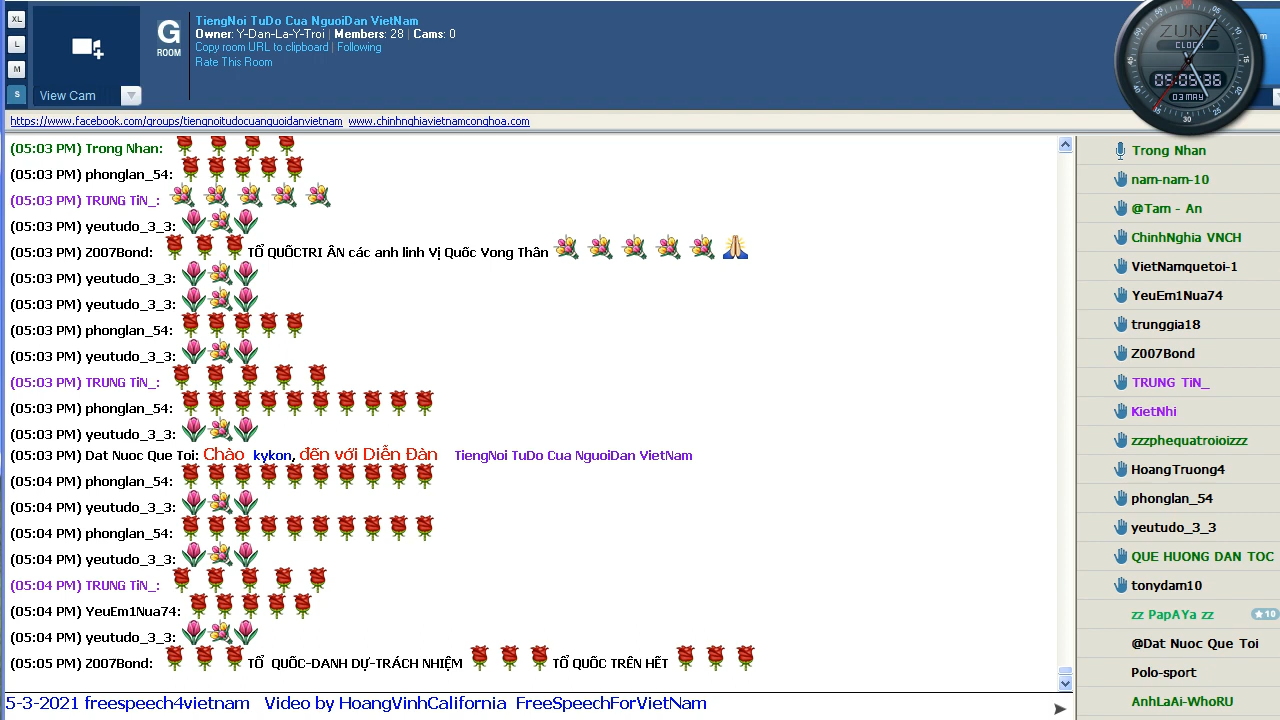 XL
L
M
S
View Cam
G
ROOM
TiengNoi TuDo Cua NguoiDan VietNam
Owner: Y-Dan-La-Y-Troi | Members: 28 | Cams: 0
Copy room URL to clipboard | Following
Rate This Room
ZUNE
CLOCK
05:05:36
03 MAY
https://www.facebook.com/groups/tiengnoitudocuanguoidanvietnam www.chinhnghiavietnamconghoa.com
(05:03 PM) Trong Nhan:
(05:03 PM) phonglan_54:
(05:03 PM) TRUNG TiN_:
(05:03 PM) yeutudo_3_3:
(05:03 PM) Z007Bond: TỔ QUỐCTRI ÂN các anh linh Vị Quốc Vong Thân
(05:03 PM) yeutudo_3_3:
(05:03 PM) yeutudo_3_3:
(05:03 PM) phonglan_54:
(05:03 PM) yeutudo_3_3:
(05:03 PM) TRUNG TiN_:
(05:03 PM) phonglan_54:
(05:03 PM) yeutudo_3_3:
(05:03 PM) Dat Nuoc Que Toi: Chào kykon, đến với Diễn Đàn TiengNoi TuDo Cua NguoiDan VietNam
(05:04 PM) phonglan_54:
(05:04 PM) yeutudo_3_3:
(05:04 PM) phonglan_54:
(05:04 PM) yeutudo_3_3:
(05:04 PM) TRUNG TiN_:
(05:04 PM) YeuEm1Nua74:
(05:04 PM) yeutudo_3_3:
(05:05 PM) Z007Bond: TỔ QUỐC-DANH DỰ-TRÁCH NHIỆM TỔ QUỐC TRÊN HẾT
5-3-2021 freespeech4vietnam Video by HoangVinhCalifornia FreeSpeechForVietNam
Trong Nhan
nam-nam-10
@Tam - An
ChinhNghia VNCH
VietNamquetoi-1
YeuEm1Nua74
trunggia18
Z007Bond
TRUNG TiN_
KietNhi
zzzphequatroioizzz
HoangTruong4
phonglan_54
yeutudo_3_3
QUE HUONG DAN TOC
tonydam10
zz PapAYa zz
10
@Dat Nuoc Que Toi
Polo-sport
AnhLaAi-WhoRU